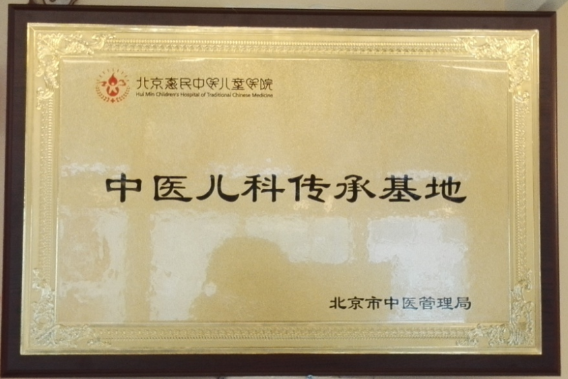 北京惠民中医儿童医院
Hui Min Children's Hospital of Traditional Chinese Medicine
中医儿科传承基地
北京市中医管理局